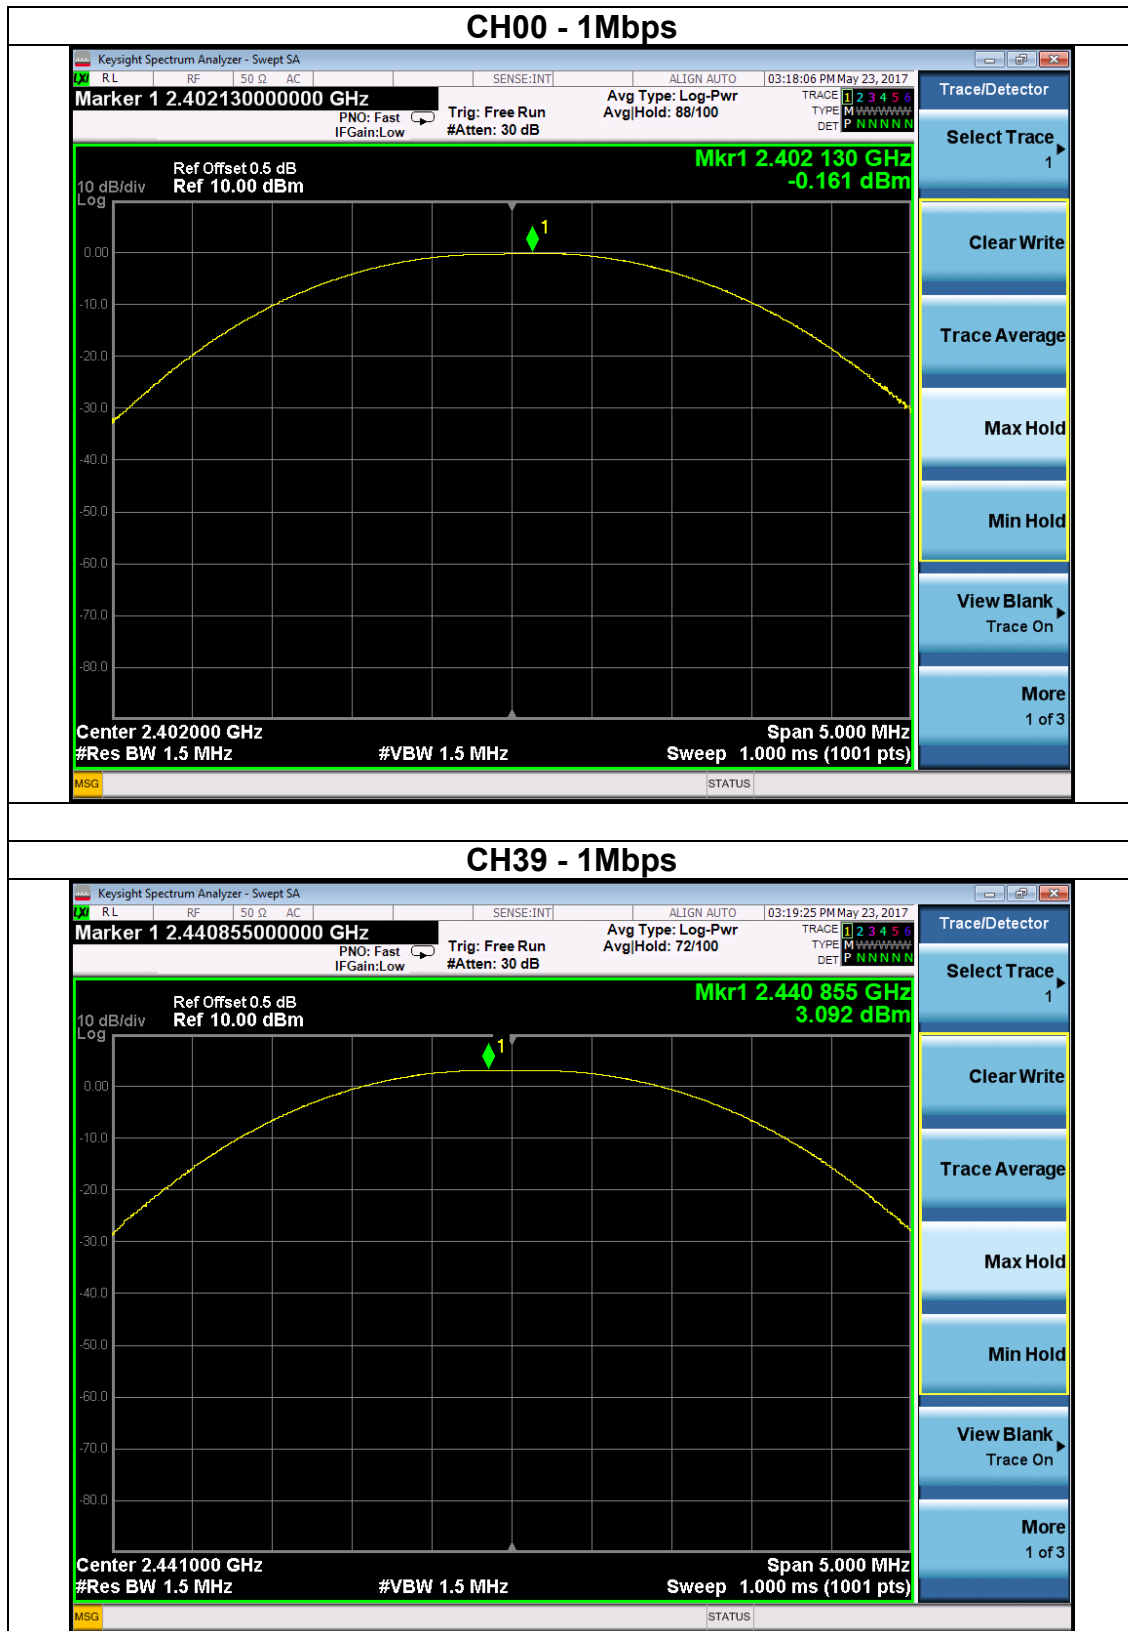 CH00 - 1Mbps
Keysight Spectrum Analyzer - Swept SA
LXI RL RF 50 Ω AC SENSE:INT ALIGN AUTO 03:18:06 PM May 23, 2017
Marker 1 2.402130000000 GHz
PNO: Fast
IFGain:Low
Trig: Free Run
#Atten: 30 dB
Avg Type: Log-Pwr
Avg|Hold: 88/100
TRACE 1 2 3 4 5 6
TYPE M W W W W W
DET P N N N N N
Mkr1 2.402 130 GHz
-0.161 dBm
Ref Offset 0.5 dB
10 dB/div Ref 10.00 dBm
Log
1
0.00
-10.0
-20.0
-30.0
-40.0
-50.0
-60.0
-70.0
-80.0
Center 2.402000 GHz Span 5.000 MHz
#Res BW 1.5 MHz #VBW 1.5 MHz Sweep 1.000 ms (1001 pts)
MSG STATUS
Trace/Detector
Select Trace
1
Clear Write
Trace Average
Max Hold
Min Hold
View Blank
Trace On
More
1 of 3
CH39 - 1Mbps
Keysight Spectrum Analyzer - Swept SA
LXI RL RF 50 Ω AC SENSE:INT ALIGN AUTO 03:19:25 PM May 23, 2017
Marker 1 2.440855000000 GHz
PNO: Fast
IFGain:Low
Trig: Free Run
#Atten: 30 dB
Avg Type: Log-Pwr
Avg|Hold: 72/100
TRACE 1 2 3 4 5 6
TYPE M W W W W W
DET P N N N N N
Mkr1 2.440 855 GHz
3.092 dBm
Ref Offset 0.5 dB
10 dB/div Ref 10.00 dBm
Log
1
0.00
-10.0
-20.0
-30.0
-40.0
-50.0
-60.0
-70.0
-80.0
Center 2.441000 GHz Span 5.000 MHz
#Res BW 1.5 MHz #VBW 1.5 MHz Sweep 1.000 ms (1001 pts)
MSG STATUS
Trace/Detector
Select Trace
1
Clear Write
Trace Average
Max Hold
Min Hold
View Blank
Trace On
More
1 of 3